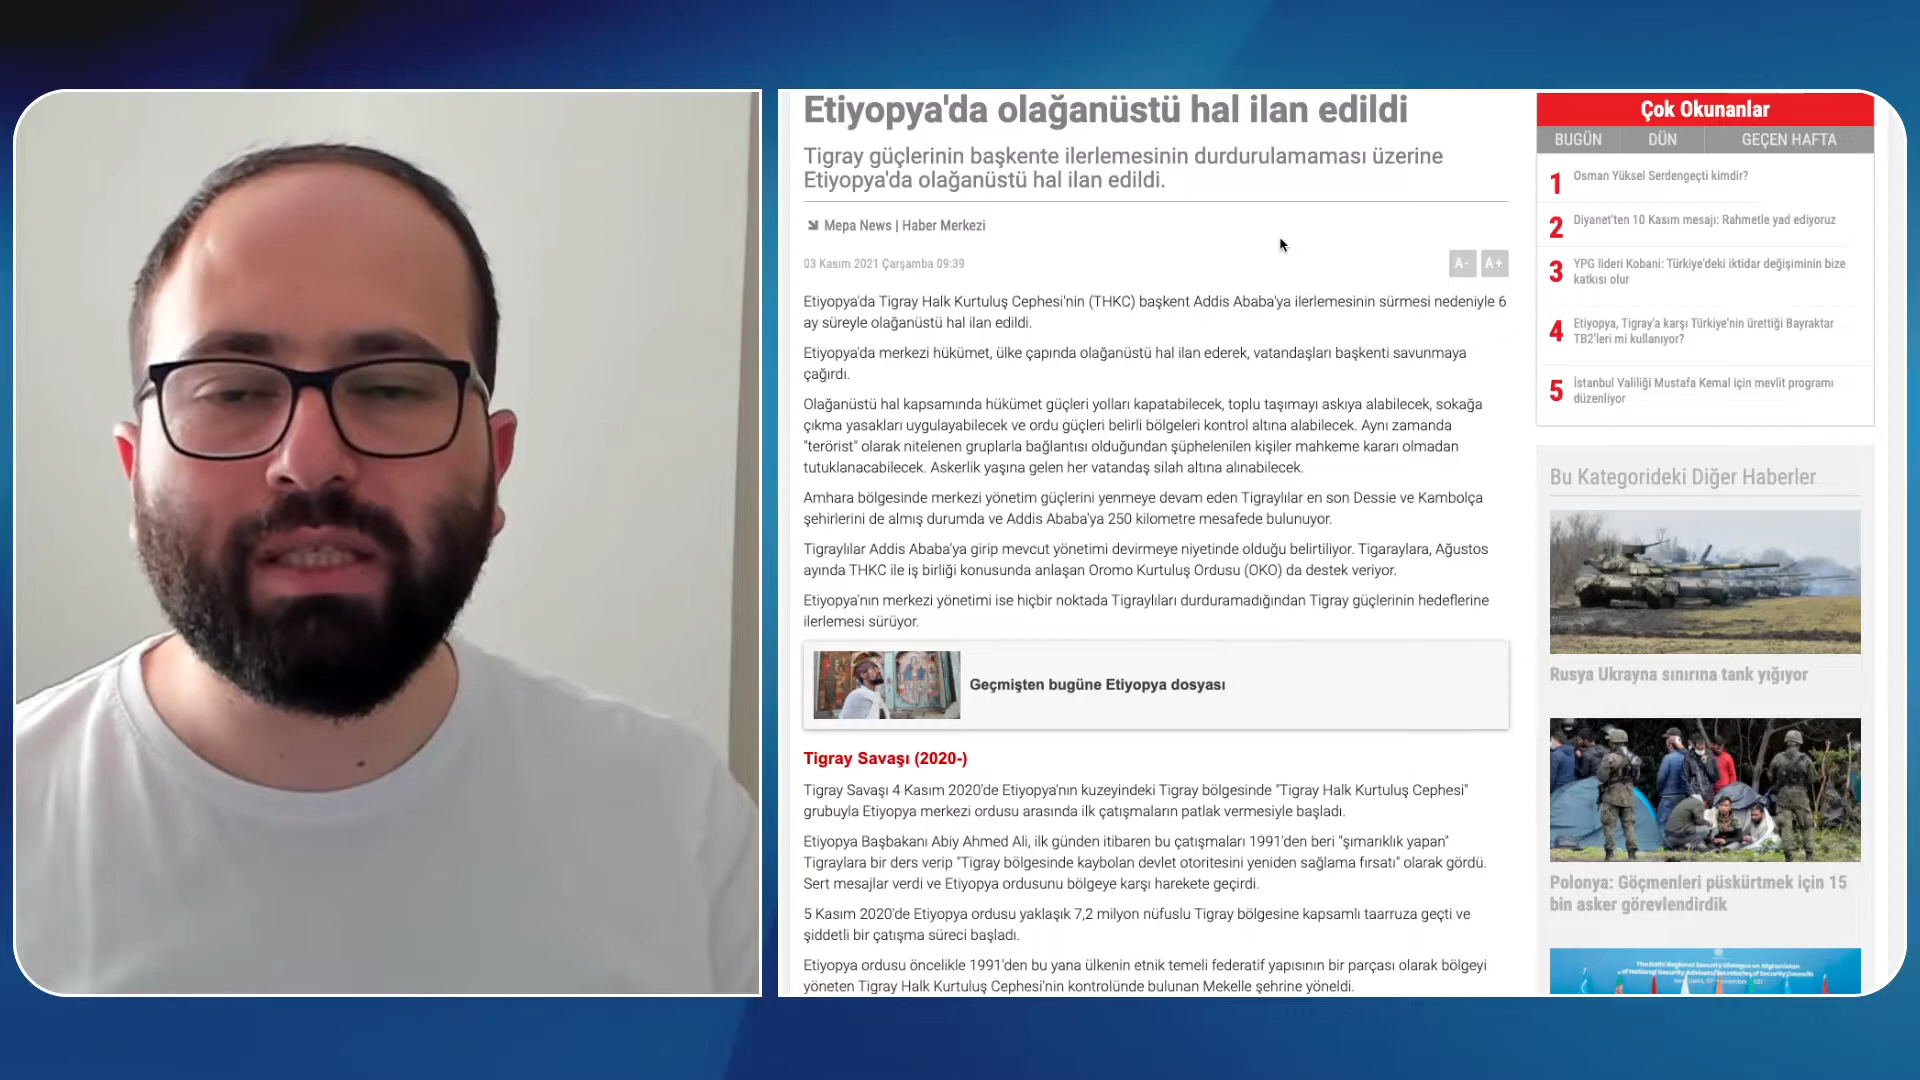 Etiyopya'da olağanüstü hal ilan edildi
Tigray güçlerinin başkente ilerlemesinin durdurulamaması üzerine
Etiyopya'da olağanüstü hal ilan edildi.
Mepa News | Haber Merkezi
03 Kasım 2021 Çarşamba 09:39
A- A+
Etiyopya'da Tigray Halk Kurtuluş Cephesi'nin (THKC) başkent Addis Ababa'ya ilerlemesinin sürmesi nedeniyle 6
ay süreyle olağanüstü hal ilan edildi.
Etiyopya'da merkezi hükümet, ülke çapında olağanüstü hal ilan ederek, vatandaşları başkenti savunmaya
çağırdı.
Olağanüstü hal kapsamında hükümet güçleri yolları kapatabilecek, toplu taşımayı askıya alabilecek, sokağa
çıkma yasakları uygulayabilecek ve ordu güçleri belirli bölgeleri kontrol altına alabilecek. Aynı zamanda
"terörist" olarak nitelenen gruplarla bağlantısı olduğundan şüphelenilen kişiler mahkeme kararı olmadan
tutuklanacabilecek. Askerlik yaşına gelen her vatandaş silah altına alınabilecek.
Amhara bölgesinde merkezi yönetim güçlerini yenmeye devam eden Tigraylılar en son Dessie ve Kambolça
şehirlerini de almış durumda ve Addis Ababa'ya 250 kilometre mesafede bulunuyor.
Tigraylılar Addis Ababa'ya girip mevcut yönetimi devirmeye niyetinde olduğu belirtiliyor. Tigaraylara, Ağustos
ayında THKC ile iş birliği konusunda anlaşan Oromo Kurtuluş Ordusu (OKO) da destek veriyor.
Etiyopya'nın merkezi yönetimi ise hiçbir noktada Tigraylıları durduramadığından Tigray güçlerinin hedeflerine
ilerlemesi sürüyor.
Geçmişten bugüne Etiyopya dosyası
Tigray Savaşı (2020-)
Tigray Savaşı 4 Kasım 2020'de Etiyopya'nın kuzeyindeki Tigray bölgesinde "Tigray Halk Kurtuluş Cephesi"
grubuyla Etiyopya merkezi ordusu arasında ilk çatışmaların patlak vermesiyle başladı.
Etiyopya Başbakanı Abiy Ahmed Ali, ilk günden itibaren bu çatışmaları 1991'den beri "şımarıklık yapan"
Tigraylara bir ders verip "Tigray bölgesinde kaybolan devlet otoritesini yeniden sağlama fırsatı" olarak gördü.
Sert mesajlar verdi ve Etiyopya ordusunu bölgeye karşı harekete geçirdi.
5 Kasım 2020'de Etiyopya ordusu yaklaşık 7,2 milyon nüfuslu Tigray bölgesine kapsamlı taarruza geçti ve
şiddetli bir çatışma süreci başladı.
Etiyopya ordusu öncelikle 1991'den bu yana ülkenin etnik temeli federatif yapısının bir parçası olarak bölgeyi
yöneten Tigray Halk Kurtuluş Cephesi'nin kontrolünde bulunan Mekelle şehrine yöneldi.
Çok Okunanlar
BUGÜN DÜN GEÇEN HAFTA
1 Osman Yüksel Serdengeçti kimdir?
2 Diyanet'ten 10 Kasım mesajı: Rahmetle yad ediyoruz
3 YPG lideri Kobani: Türkiye'deki iktidar değişiminin bize
katkısı olur
4 Etiyopya, Tigray'a karşı Türkiye'nin ürettiği Bayraktar
TB2'leri mi kullanıyor?
5 İstanbul Valiliği Mustafa Kemal için mevlit programı
düzenliyor
Bu Kategorideki Diğer Haberler
Rusya Ukrayna sınırına tank yığıyor
Polonya: Göçmenleri püskürtmek için 15
bin asker görevlendirdik
The Delhi Regional Security Dialogue on Afghanistan
of National Security Advisers/Secretaries of Security Councils